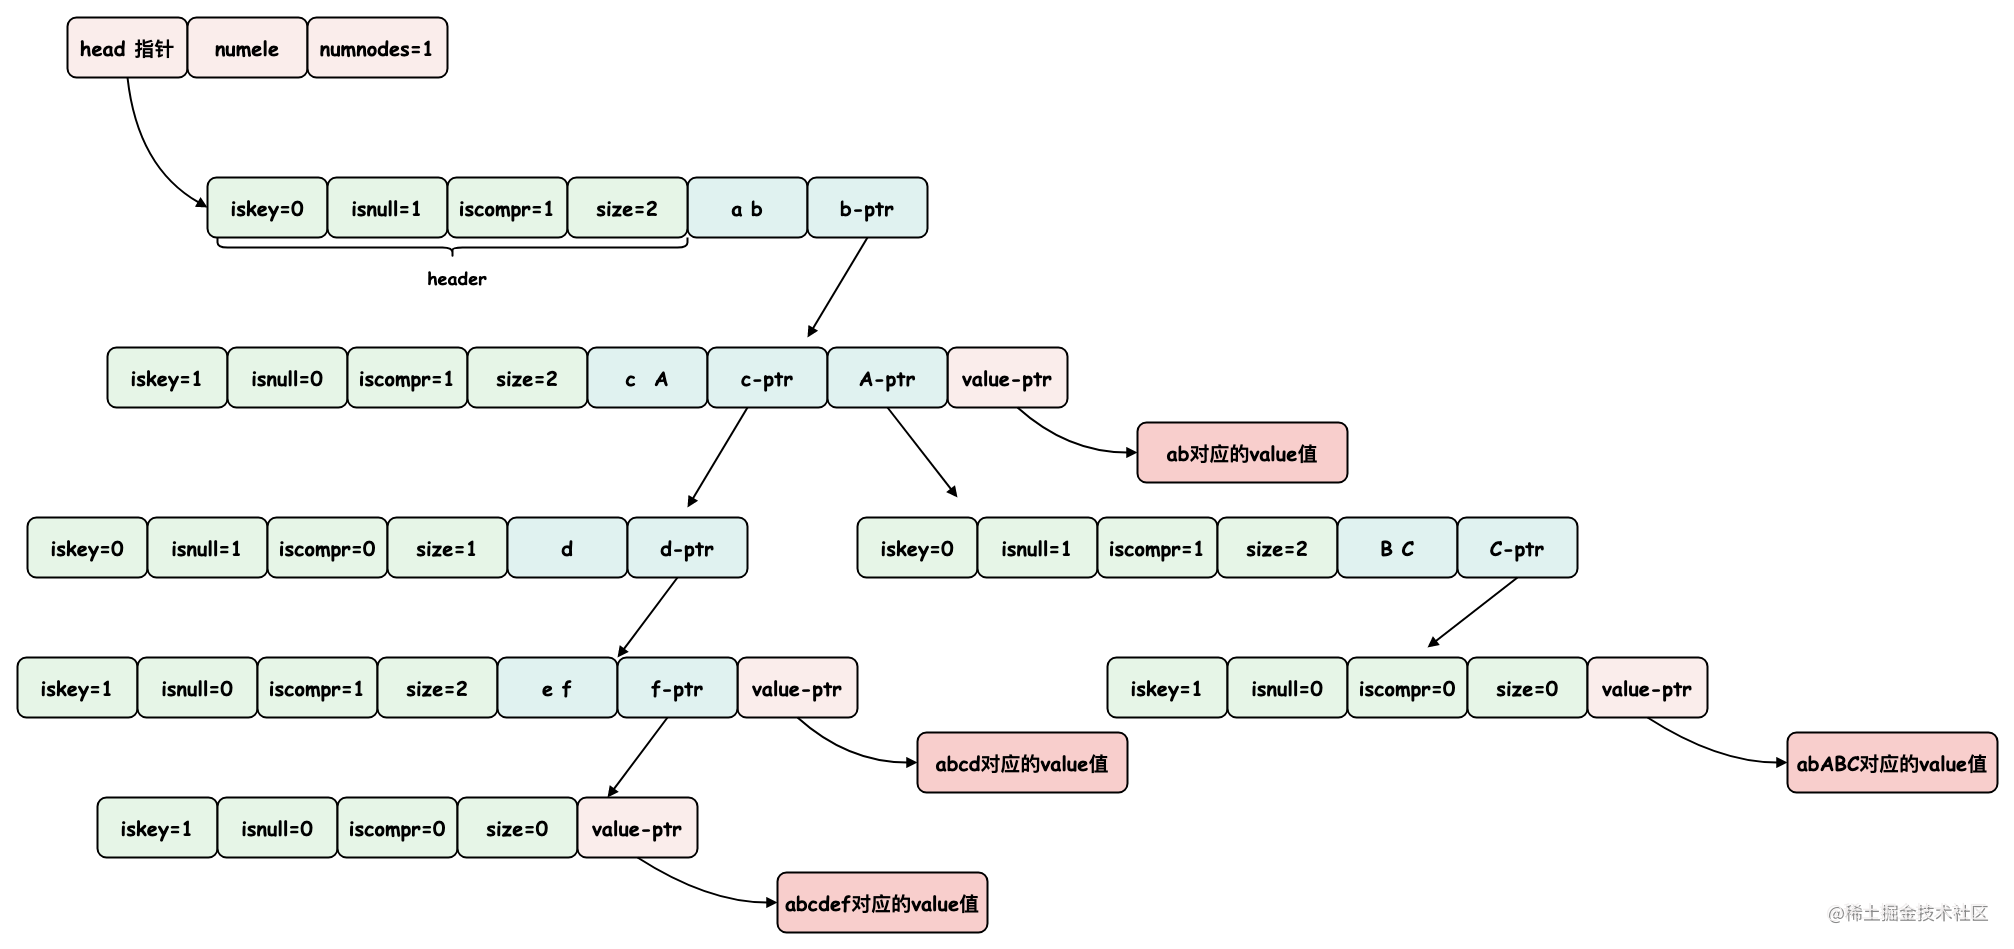 head 指针 numele numnodes=1
iskey=0 isnull=1 iscompr=1 size=2 a b b-ptr
header
iskey=1 isnull=0 iscompr=1 size=2 c A c-ptr A-ptr value-ptr
ab对应的value值
iskey=0 isnull=1 iscompr=0 size=1 d d-ptr
iskey=0 isnull=1 iscompr=1 size=2 B C C-ptr
iskey=1 isnull=0 iscompr=1 size=2 e f f-ptr value-ptr
iskey=1 isnull=0 iscompr=0 size=0 value-ptr
abcd对应的value值
abABC对应的value值
iskey=1 isnull=0 iscompr=0 size=0 value-ptr
abcdef对应的value值
@稀土掘金技术社区